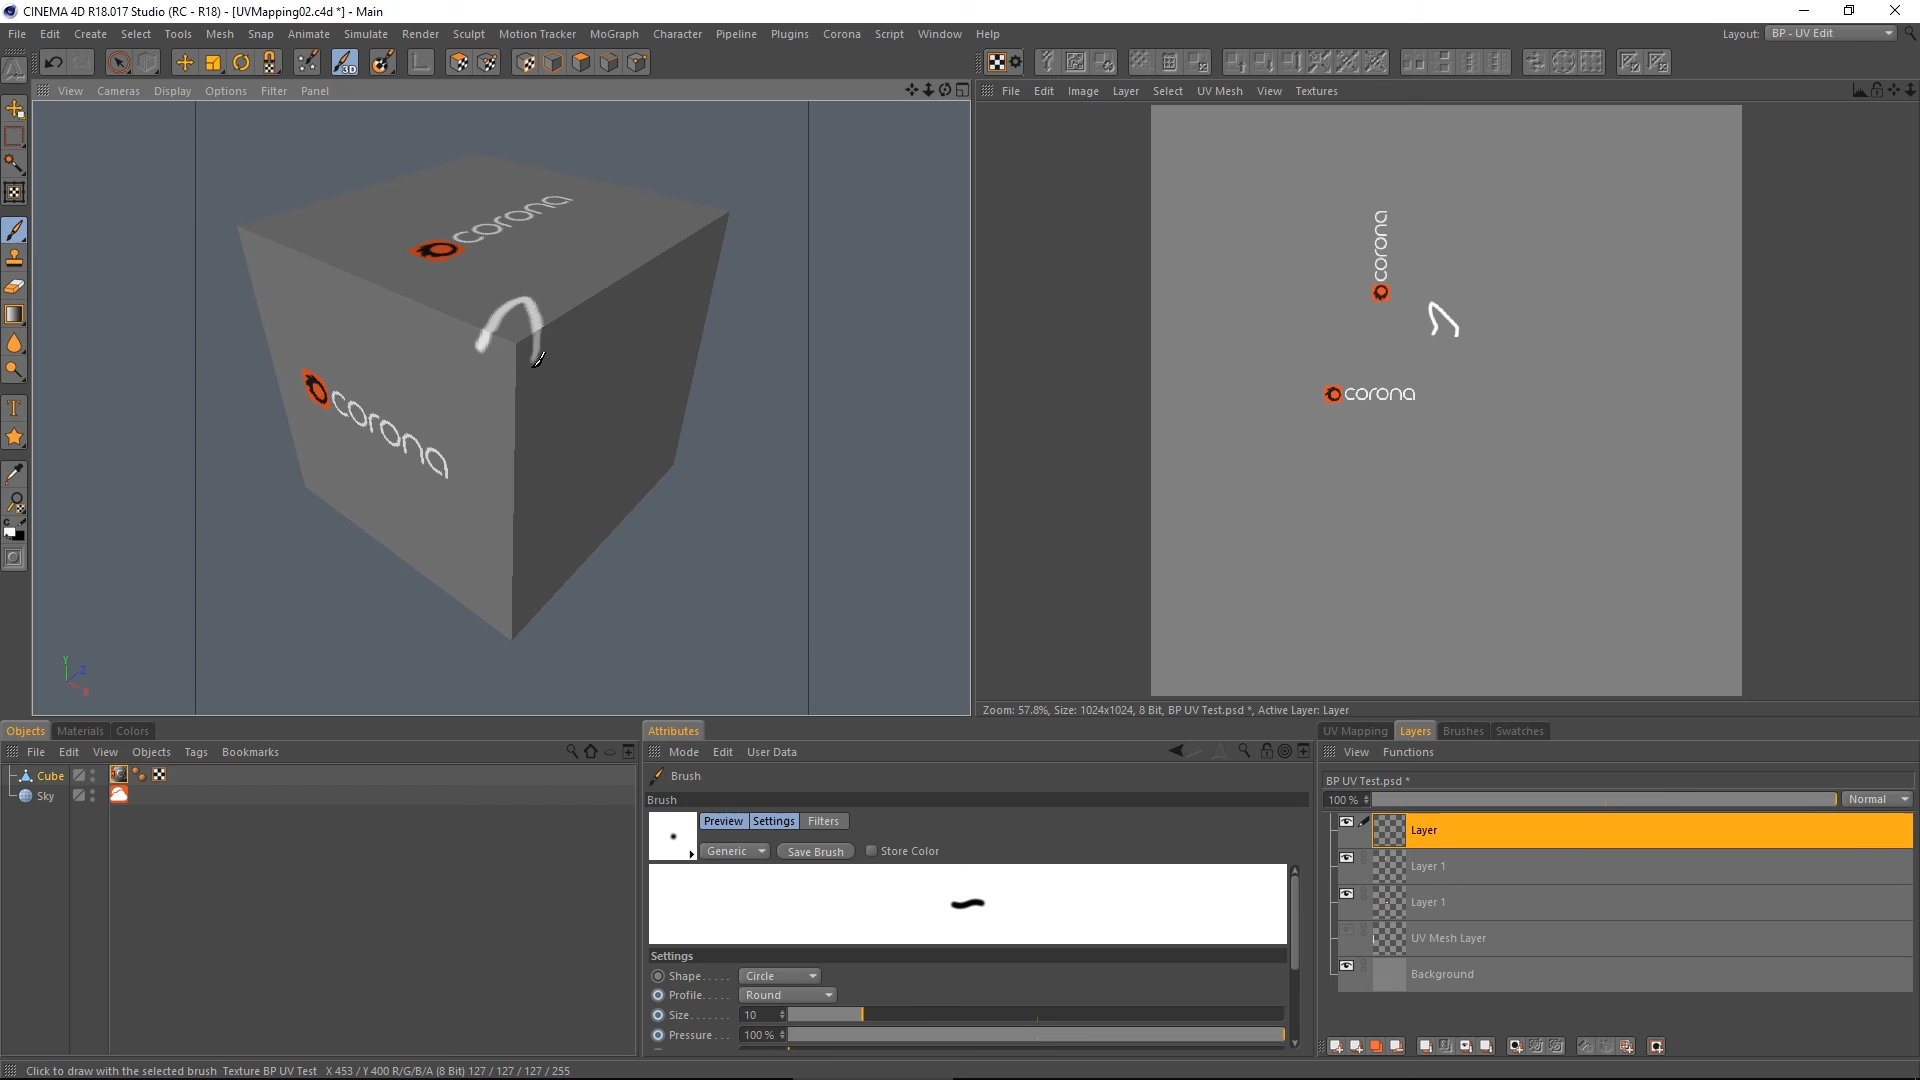 CINEMA 4D R18.017 Studio (RC - R18) - [UVMapping02.c4d *] - Main
File Edit Create Select Tools Mesh Snap Animate Simulate Render Sculpt Motion Tracker MoGraph Character Pipeline Plugins Corona Script Window Help
Layout: BP - UV Edit
3D
View Cameras Display Options Filter Panel
File Edit Image Layer Select UV Mesh View Textures
corona
corona
corona
corona
Y
Z
X
T
C
Zoom: 57.8%, Size: 1024x1024, 8 Bit, BP UV Test.psd *, Active Layer: Layer
Objects Materials Colors
Attributes
UV Mapping Layers Brushes Swatches
File Edit View Objects Tags Bookmarks
Mode Edit User Data
View Functions
Cube
Sky
Brush
Brush
Preview Settings Filters
Generic Save Brush Store Color
Settings
Shape..... Circle
Profile..... Round
Size....... 10
Pressure... 100 %
BP UV Test.psd *
100 % Normal
Layer
Layer 1
Layer 1
UV Mesh Layer
Background
Click to draw with the selected brush Texture BP UV Test X 453 / Y 400 R/G/B/A (8 Bit) 127 / 127 / 127 / 255